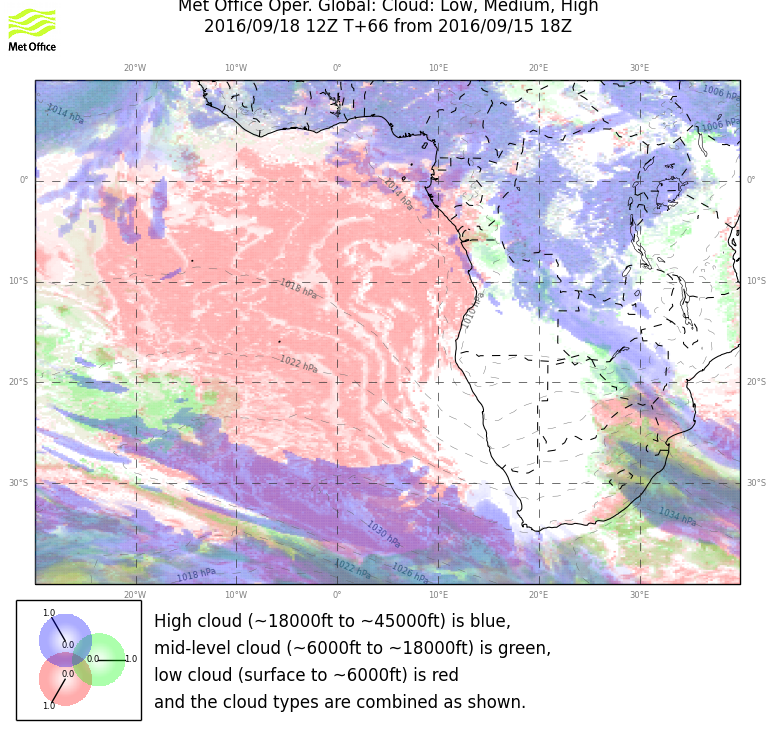 Met Office Oper. Global: Cloud: Low, Medium, High
2016/09/18 12Z T+66 from 2016/09/15 18Z
Met Office
20°W 10°W 0° 10°E 20°E 30°E
1014 hPa
1006 hPa
1006 hPa
0° 0°
1014 hPa
10°S 10°S
1018 hPa
1010 hPa
1022 hPa
20°S 20°S
30°S 30°S
1034 hPa
1030 hPa
1018 hPa 1022 hPa 1026 hPa
20°W 10°W 0° 10°E 20°E 30°E
1.0
0.0
0.0 1.0
0.0
1.0
High cloud (~18000ft to ~45000ft) is blue,
mid-level cloud (~6000ft to ~18000ft) is green,
low cloud (surface to ~6000ft) is red
and the cloud types are combined as shown.